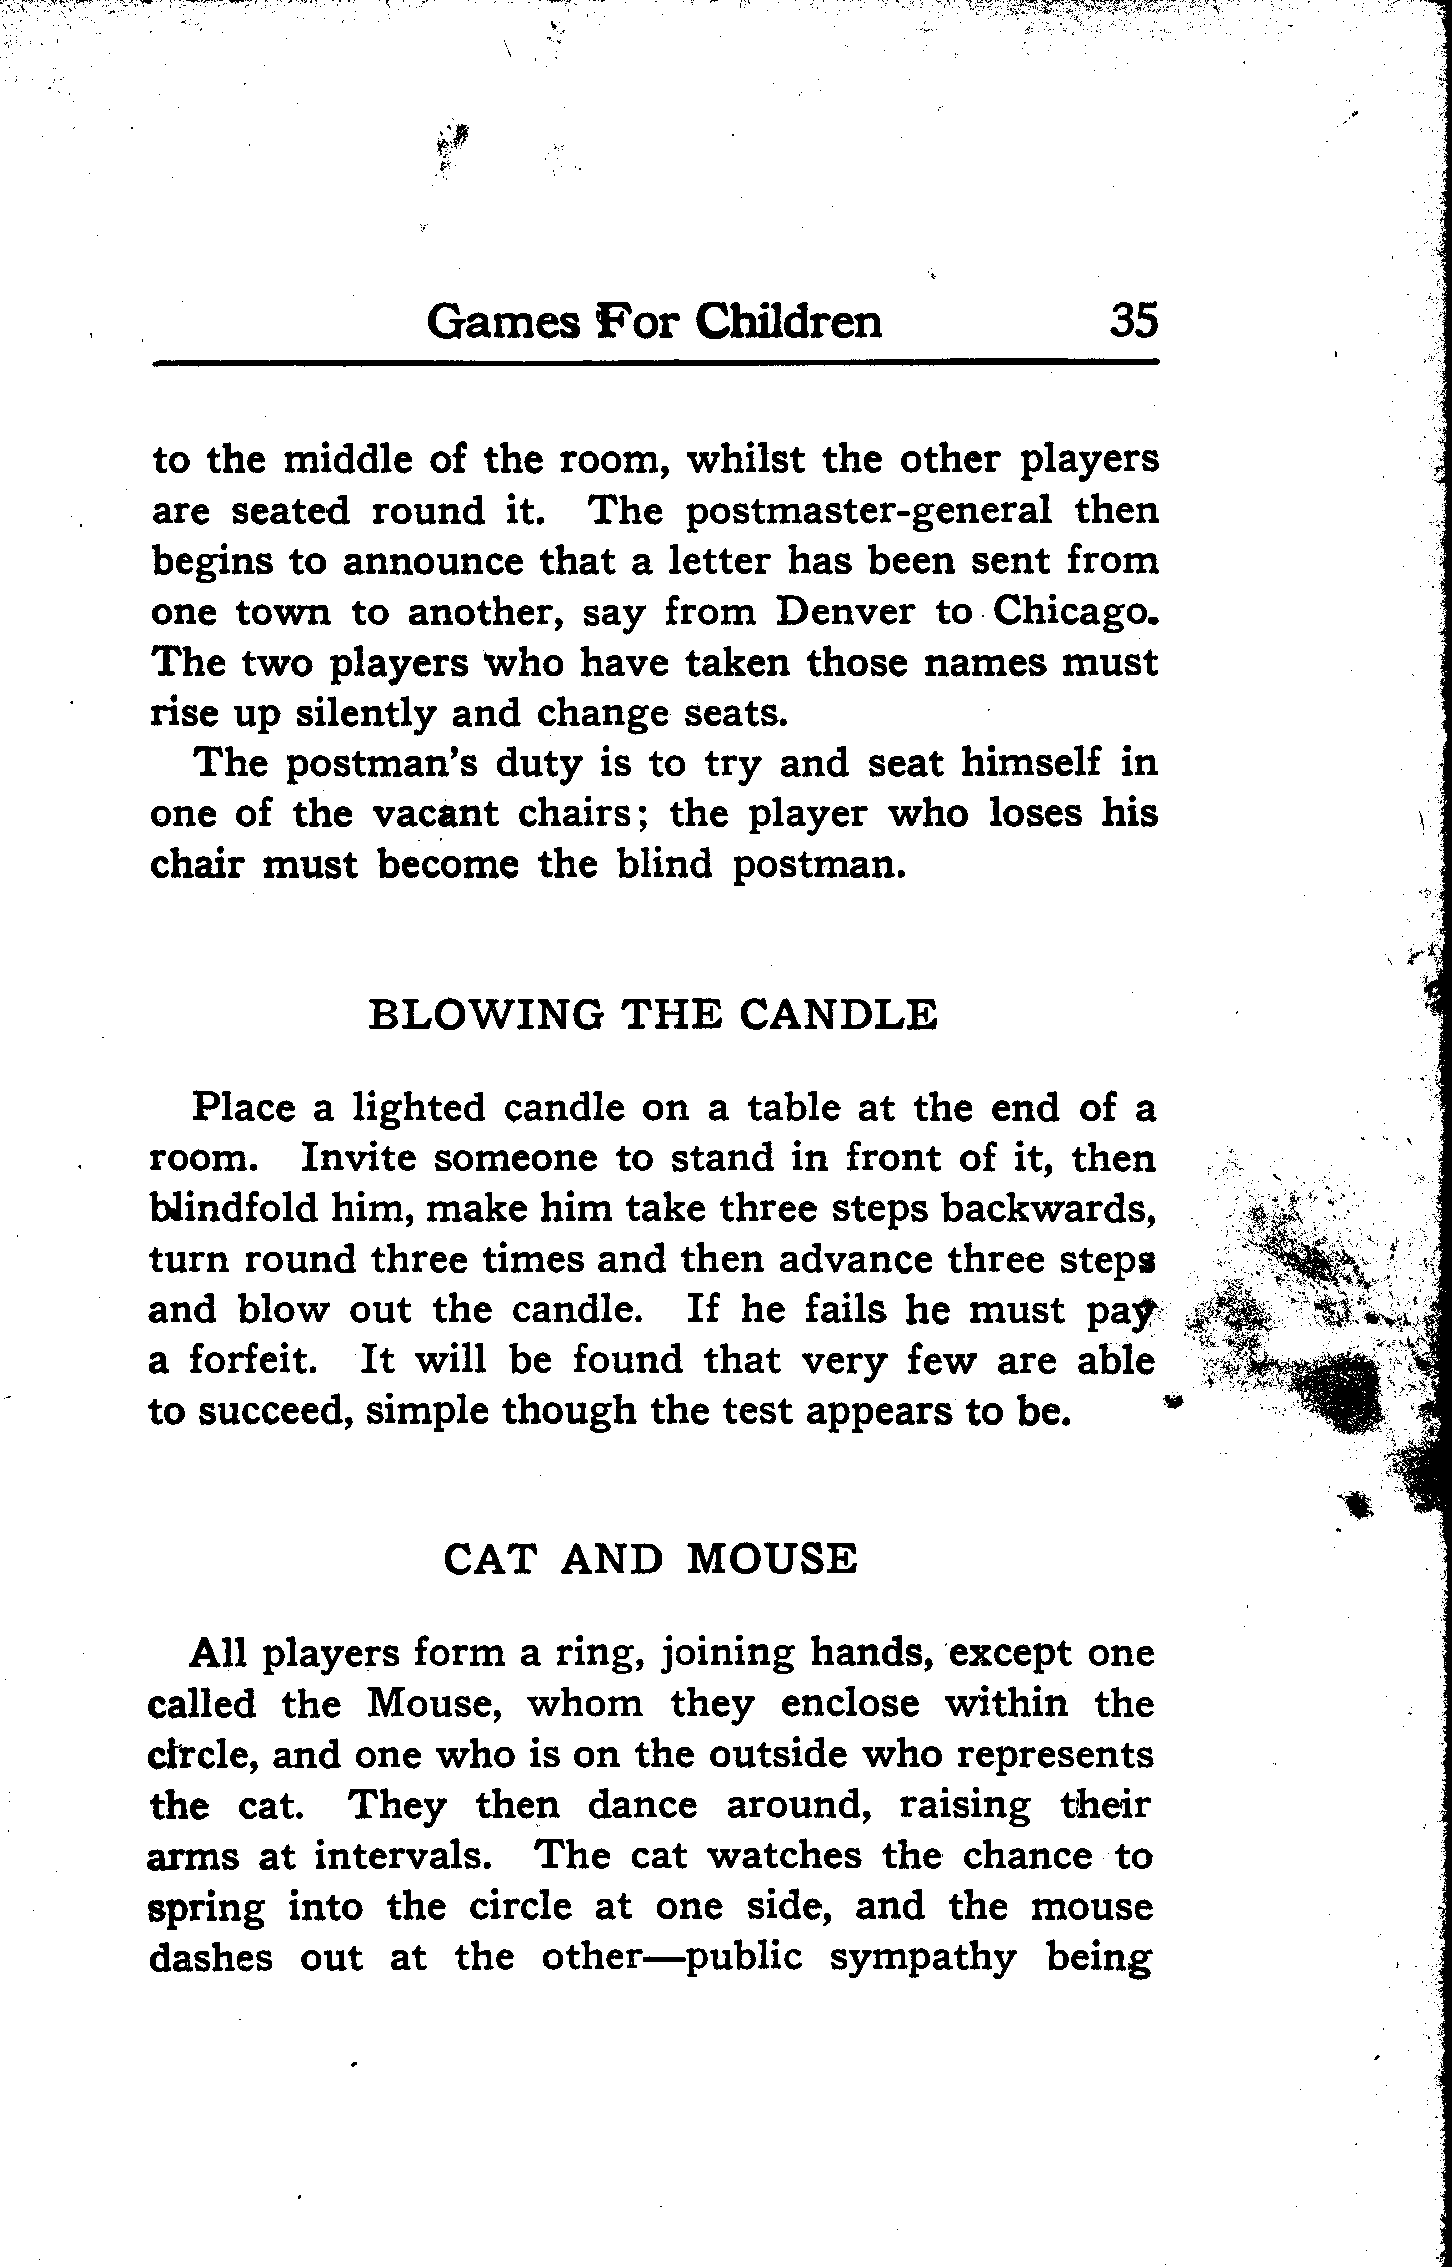 Games For Children 35
to the middle of the room, whilst the other players
are seated round it. The postmaster-general then
begins to announce that a letter has been sent from
one town to another, say from Denver to Chicago.
The two players who have taken those names must
rise up silently and change seats.
The postman's duty is to try and seat himself in
one of the vacant chairs; the player who loses his
chair must become the blind postman.
BLOWING THE CANDLE
Place a lighted candle on a table at the end of a
room. Invite someone to stand in front of it, then
blindfold him, make him take three steps backwards,
turn round three times and then advance three steps
and blow out the candle. If he fails he must pay
a forfeit. It will be found that very few are able
to succeed, simple though the test appears to be.
CAT AND MOUSE
All players form a ring, joining hands, except one
called the Mouse, whom they enclose within the
circle, and one who is on the outside who represents
the cat. They then dance around, raising their
arms at intervals. The cat watches the chance to
spring into the circle at one side, and the mouse
dashes out at the other—public sympathy being